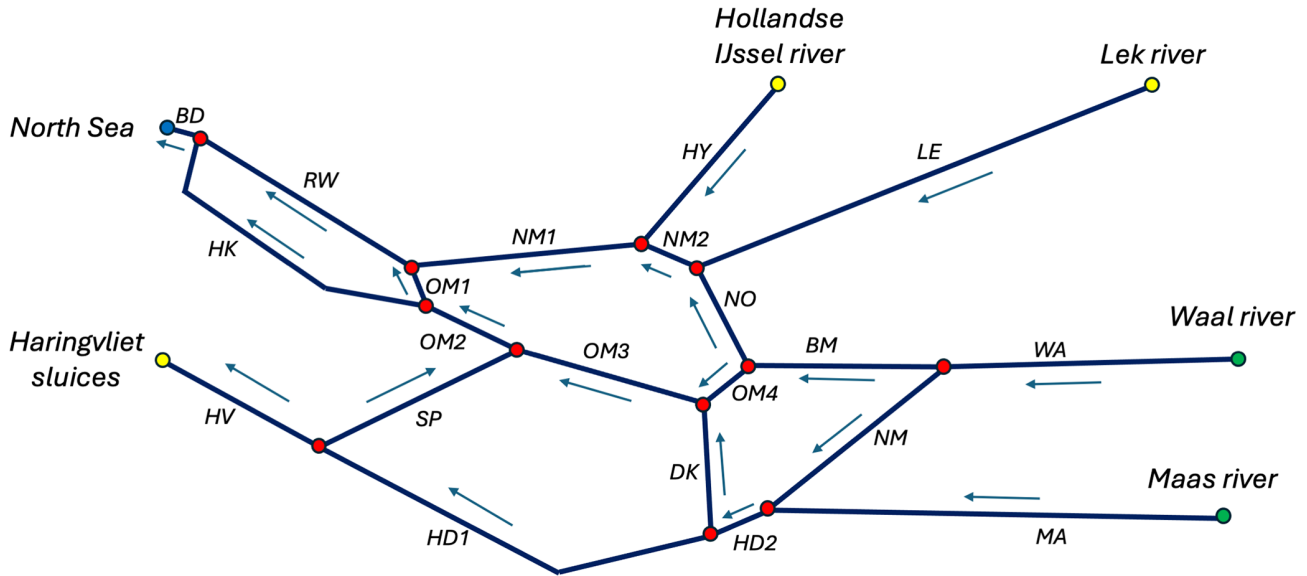 Hollandse
IJssel river
Lek river
BD
North Sea
HY
LE
RW
NM1
NM2
HK
OM1
NO
Waal river
Haringvliet
sluices
OM2
OM3
BM
WA
OM4
HV
SP
NM
DK
Maas river
HD1
HD2
MA